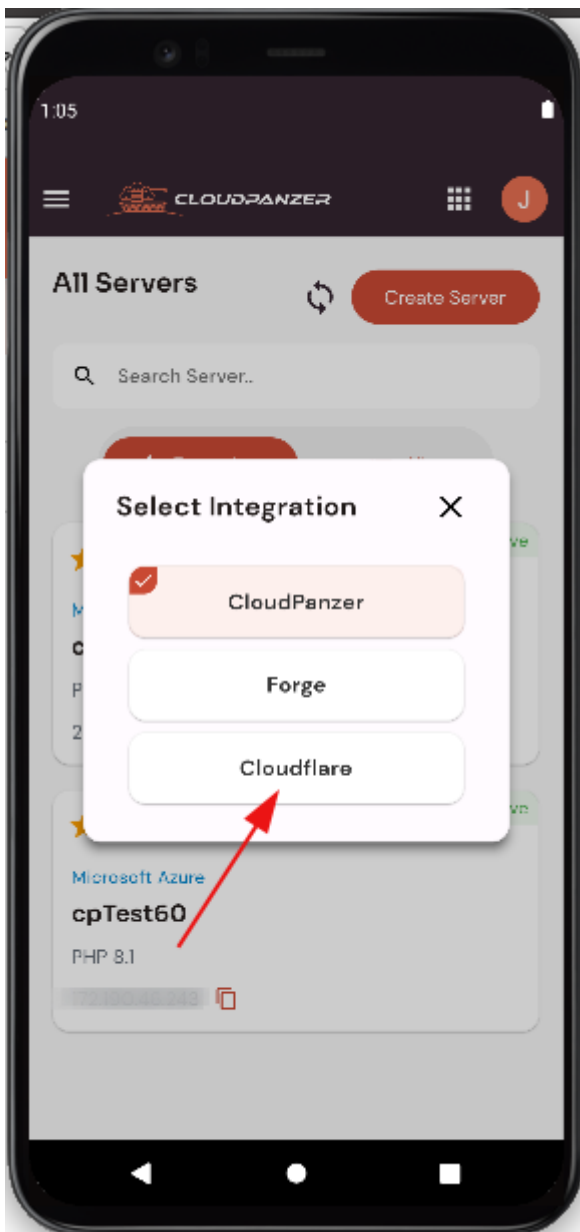 1:05
CLOUDPANZER
J
All Servers
Create Server
Search Server..
Select Integration
CloudPanzer
Forge
Cloudflare
Microsoft Azure
cpTest60
PHP 8.1